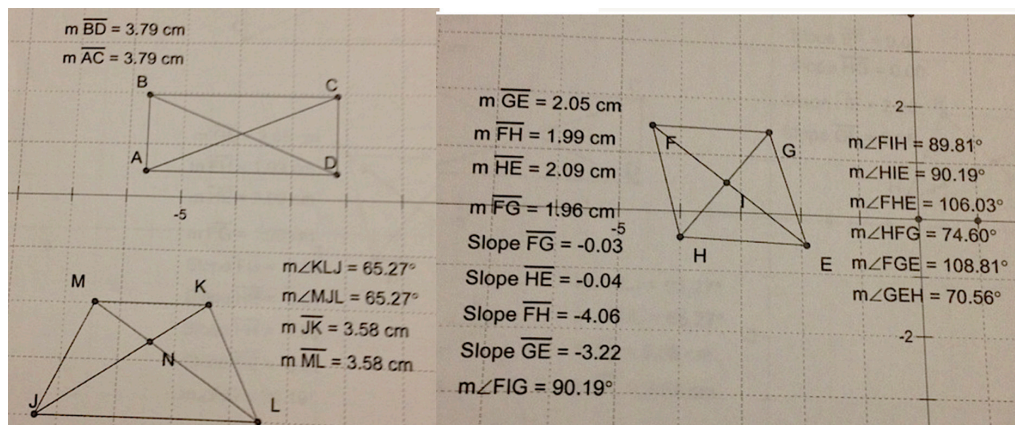 m BD = 3.79 cm
m AC = 3.79 cm
B
C
A
D
-5
M
K
N
J
L
m∠KLJ = 65.27°
m∠MJL = 65.27°
m JK = 3.58 cm
m ML = 3.58 cm
m GE = 2.05 cm
m FH = 1.99 cm
m HE = 2.09 cm
m FG = 1.96 cm
Slope FG = -0.03
Slope HE = -0.04
Slope FH = -4.06
Slope GE = -3.22
m∠FIG = 90.19°
-5
F
G
I
H
E
2
-2
m∠FIH = 89.81°
m∠HIE = 90.19°
m∠FHE = 106.03°
m∠HFG = 74.60°
m∠FGE = 108.81°
m∠GEH = 70.56°